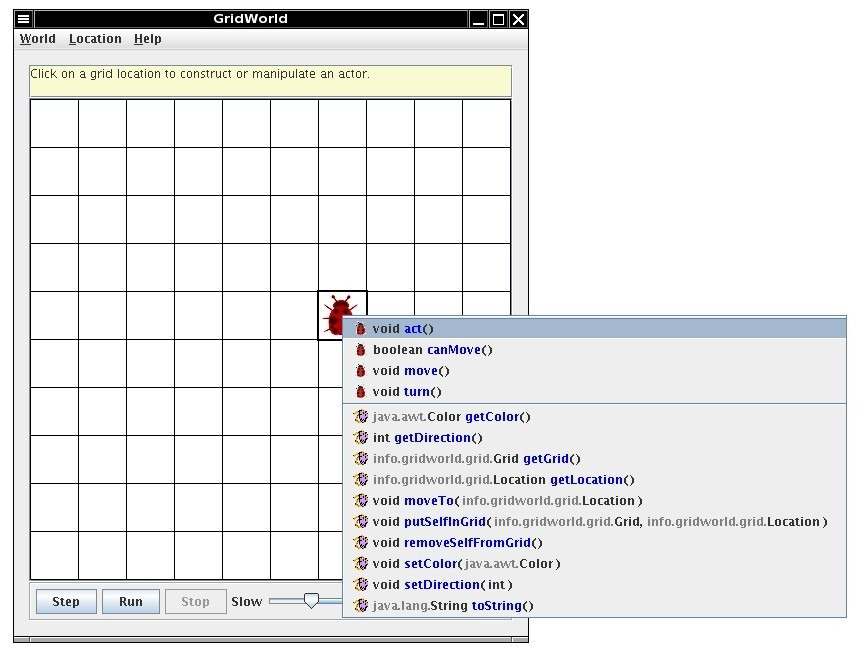 GridWorld
World Location Help
Click on a grid location to construct or manipulate an actor.
void act()
boolean canMove()
void move()
void turn()
java.awt.Color getColor()
int getDirection()
info.gridworld.grid.Grid getGrid()
info.gridworld.grid.Location getLocation()
void moveTo(info.gridworld.grid.Location)
void putSelfInGrid(info.gridworld.grid.Grid, info.gridworld.grid.Location)
void removeSelfFromGrid()
void setColor(java.awt.Color)
void setDirection(int)
java.lang.String toString()
Step Run Stop Slow